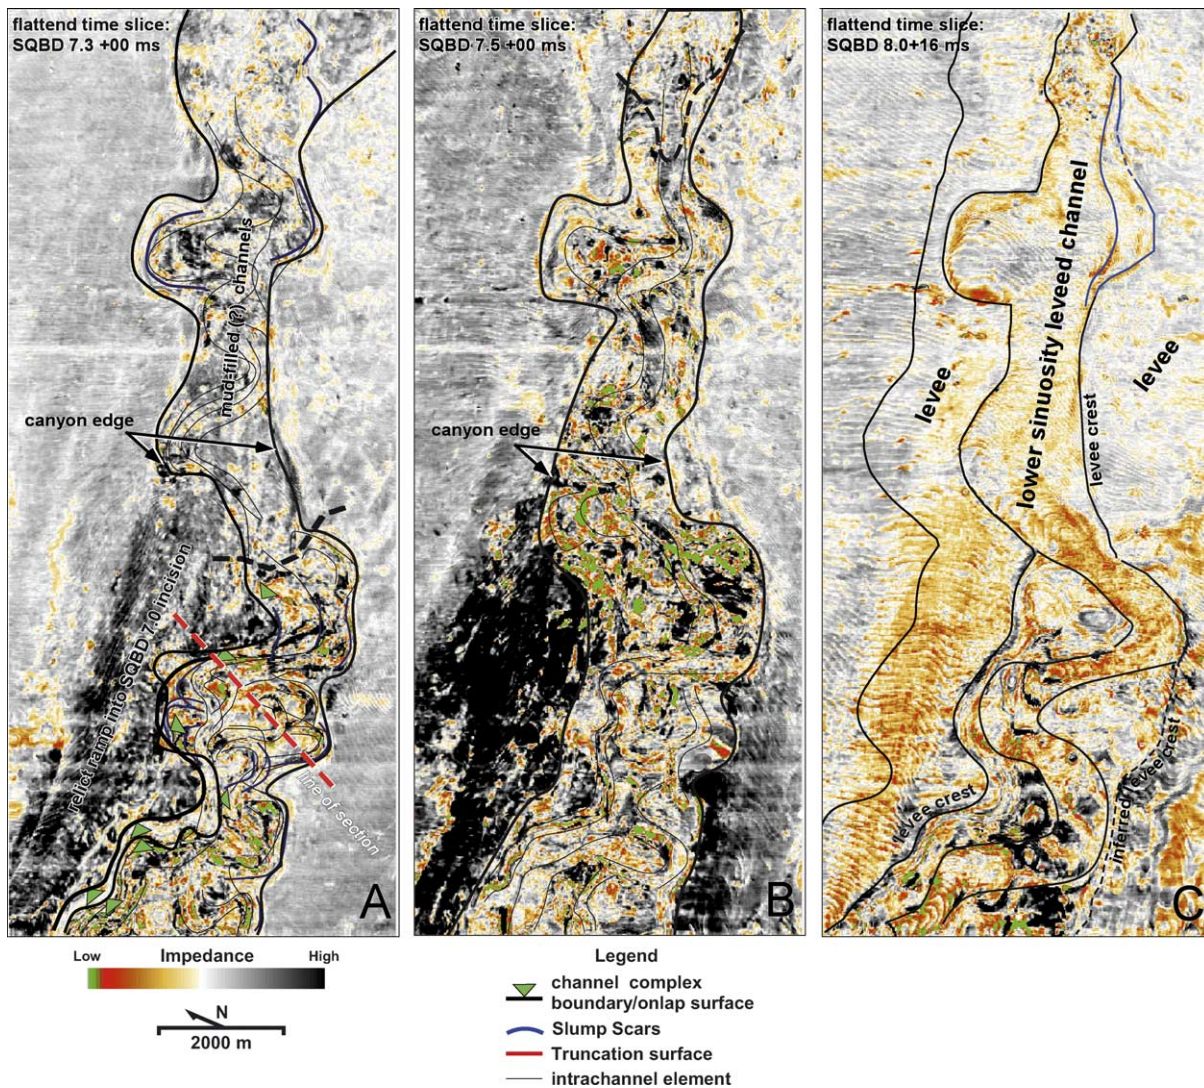 flattend time slice:
SQBD 7.3 +00 ms
mud-filled (?) channels
canyon edge
relict ramp into SQBD 7.0 incision
line of section
A
flattend time slice:
SQBD 7.5 +00 ms
canyon edge
B
flattend time slice:
SQBD 8.0+16 ms
lower sinuosity leveed channel
levee
levee
levee crest
levee crest
inferred levee crest
C
Low Impedance High
N
2000 m
Legend
channel complex
boundary/onlap surface
Slump Scars
Truncation surface
intrachannel element